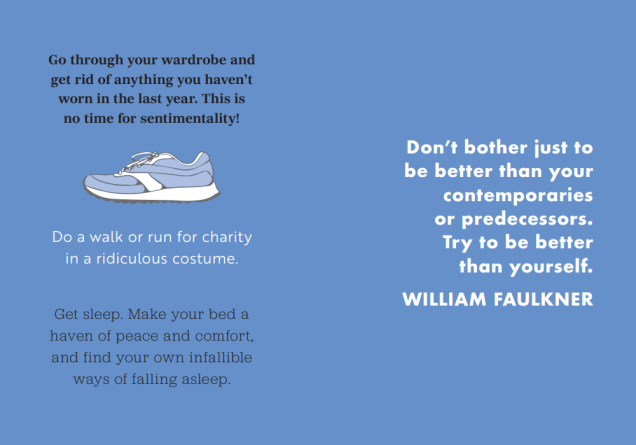 Go through your wardrobe and
get rid of anything you haven’t
worn in the last year. This is
no time for sentimentality!
Do a walk or run for charity
in a ridiculous costume.
Get sleep. Make your bed a
haven of peace and comfort,
and find your own infallible
ways of falling asleep.
Don’t bother just to
be better than your
contemporaries
or predecessors.
Try to be better
than yourself.
WILLIAM FAULKNER